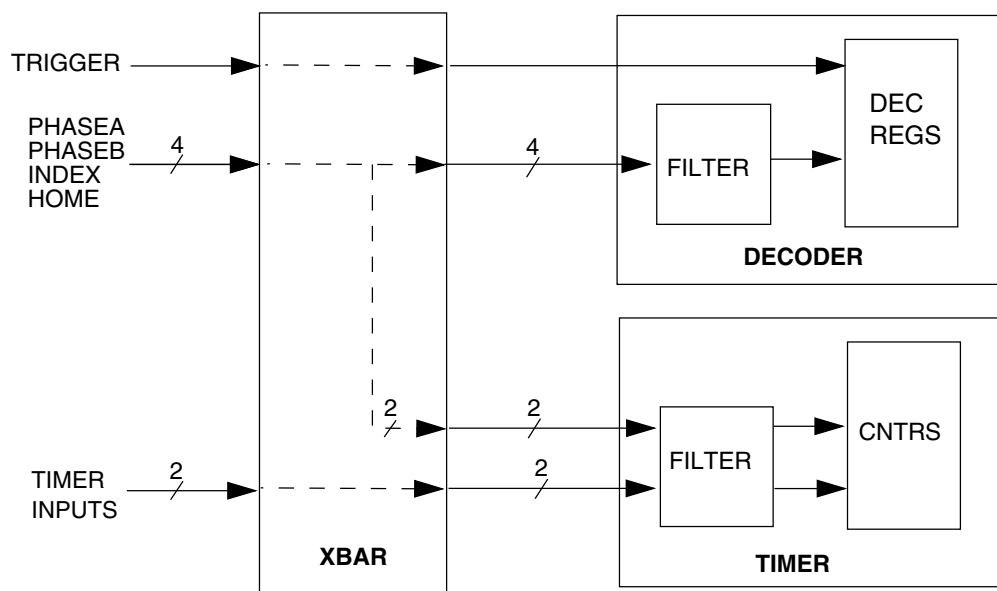 TRIGGER
PHASEA
PHASEB
INDEX
HOME
4
4
FILTER
DEC
REGS
DECODER
2
2
TIMER
INPUTS
2
2
FILTER
CNTRS
XBAR
TIMER